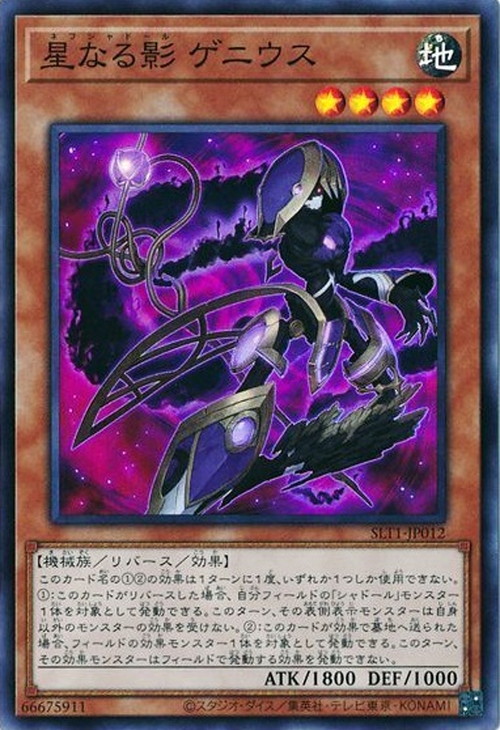 ネフシャドール
星なる影 ゲニウス
地
SLT1-JP012
【機械族/リバース/効果】
このカード名の①②の効果は1ターンに1度、いずれか1つしか使用できない。
①:このカードがリバースした場合、自分フィールドの「シャドール」モンスター
1体を対象として発動できる。このターン、その表側表示モンスターは自身
以外のモンスターの効果を受けない。②:このカードが効果で墓地へ送られた
場合、フィールドの効果モンスター1体を対象として発動できる。このターン、
その効果モンスターはフィールドで発動する効果を発動できない。
ATK/1800 DEF/1000
66675911 ©スタジオ・ダイス/集英社・テレビ東京・KONAMI